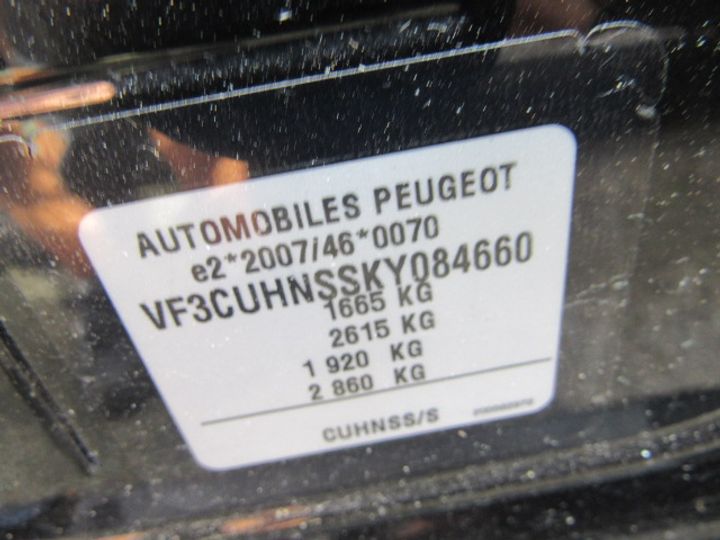 AUTOMOBILES PEUGEOT
e2*2007/46*0070
VF3CUHNSSKY084660
1665 KG
2615 KG
1 920 KG
2 860 KG
CUHNSS/S